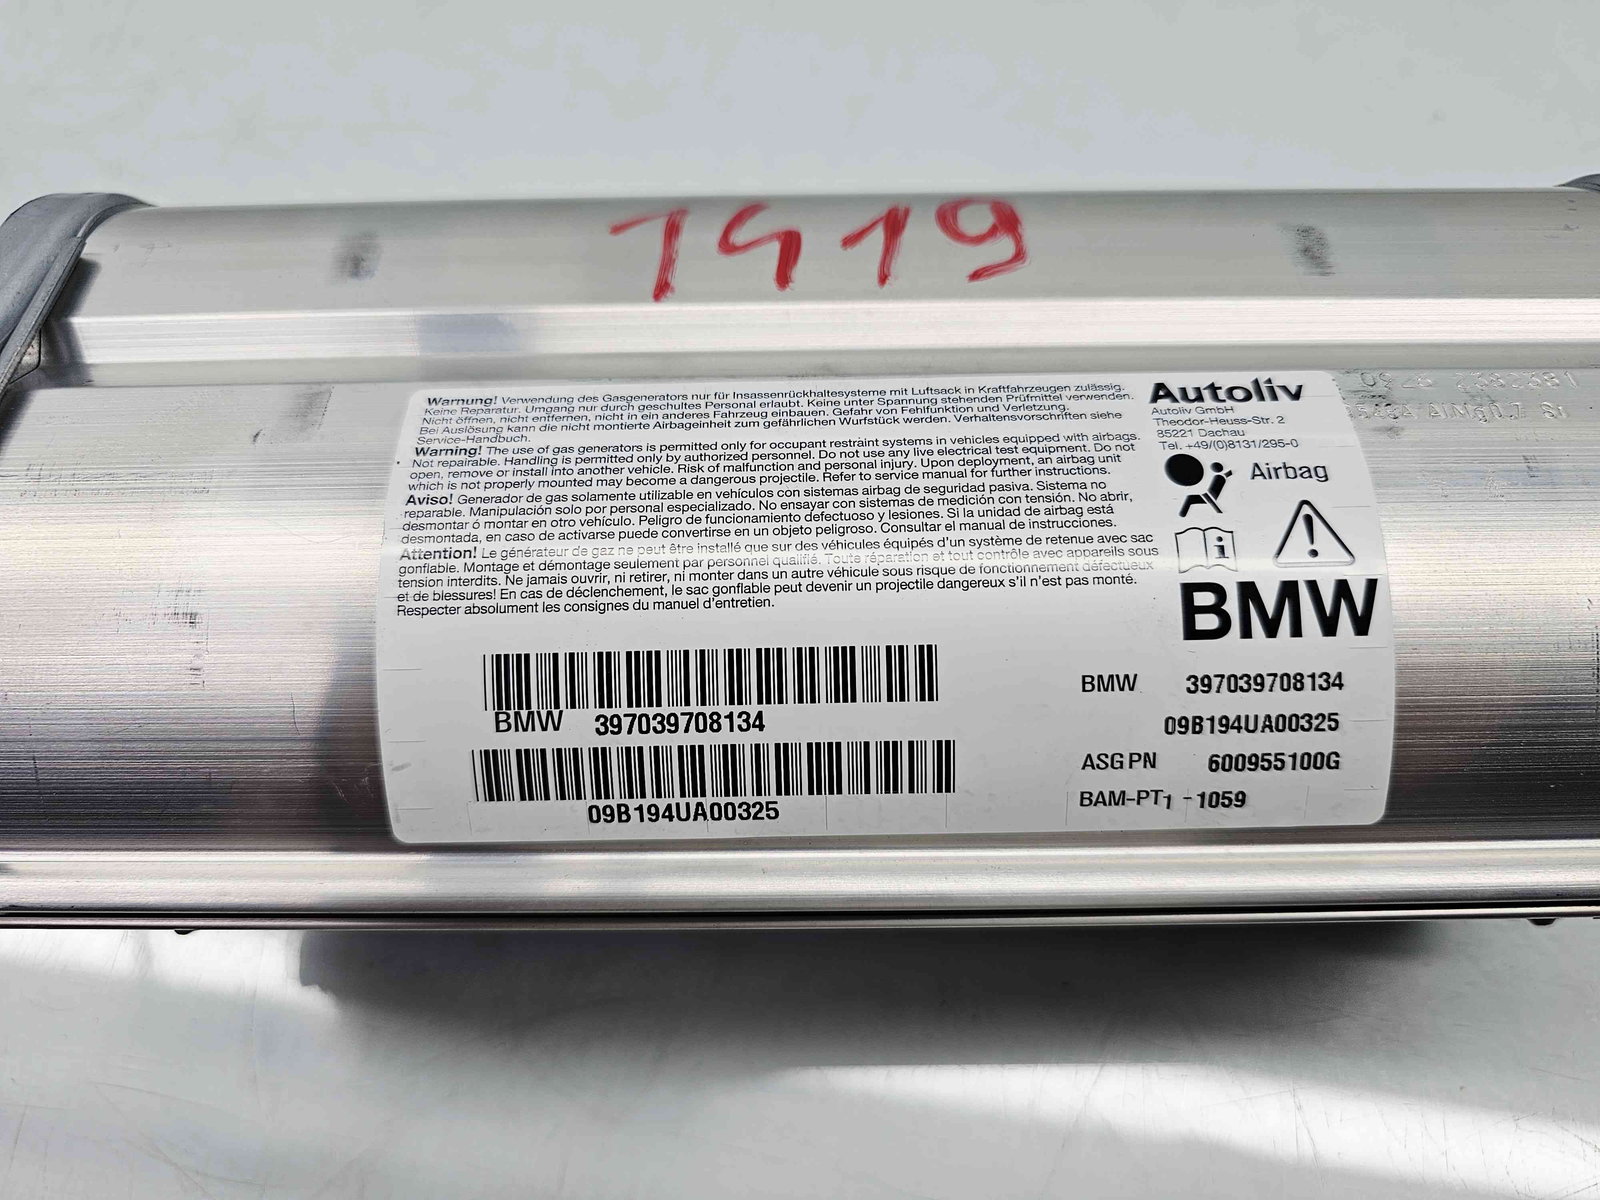 1419
Warnung! Verwendung des Gasgenerators nur für Insassenrückhaltesysteme mit Luftsack in Kraftfahrzeugen zulässig.
Keine Reparatur. Umgang nur durch geschultes Personal erlaubt. Keine unter Spannung stehenden Prüfmittel verwenden.
Nicht öffnen, nicht entfernen, nicht in ein anderes Fahrzeug einbauen. Gefahr von Fehlfunktion und Verletzung.
Bei Auslösung kann die nicht montierte Airbageinheit zum gefährlichen Wurfstück werden. Verhaltensvorschriften siehe
Service-Handbuch.
Warning! The use of gas generators is permitted only for occupant restraint systems in vehicles equipped with airbags.
Not repairable. Handling is permitted only by authorized personnel. Do not use any live electrical test equipment. Do not
open, remove or install into another vehicle. Risk of malfunction and personal injury. Upon deployment, an airbag unit
which is not properly mounted may become a dangerous projectile. Refer to service manual for further instructions.
Aviso! Generador de gas solamente utilizable en vehículos con sistemas airbag de seguridad pasiva. Sistema no
reparable. Manipulación solo por personal especializado. No ensayar con sistemas de medición con tensión. No abrir,
desmontar ó montar en otro vehículo. Peligro de funcionamiento defectuoso y lesiones. Si la unidad de airbag está
desmontada, en caso de activarse puede convertirse en un objeto peligroso. Consultar el manual de instrucciones.
Attention! Le générateur de gaz ne peut être installé que sur des véhicules équipés d'un système de retenue avec sac
gonflable. Montage et démontage seulement par personnel qualifié. Toute réparation et tout contrôle avec appareils sous
tension interdits. Ne jamais ouvrir, ni retirer, ni monter dans un autre véhicule sous risque de fonctionnement défectueux
et de blessures! En cas de déclenchement, le sac gonflable peut devenir un projectile dangereux s'il n'est pas monté.
Respecter absolument les consignes du manuel d'entretien.
Autoliv
Autoliv GmbH
Theodor-Heuss-Str. 2
85221 Dachau
Tel. +49/(0)8131/295-0
Airbag
BMW
BMW 397039708134
09B194UA00325
BMW 397039708134
09B194UA00325
ASG PN 600955100G
BAM-PT1 -1059